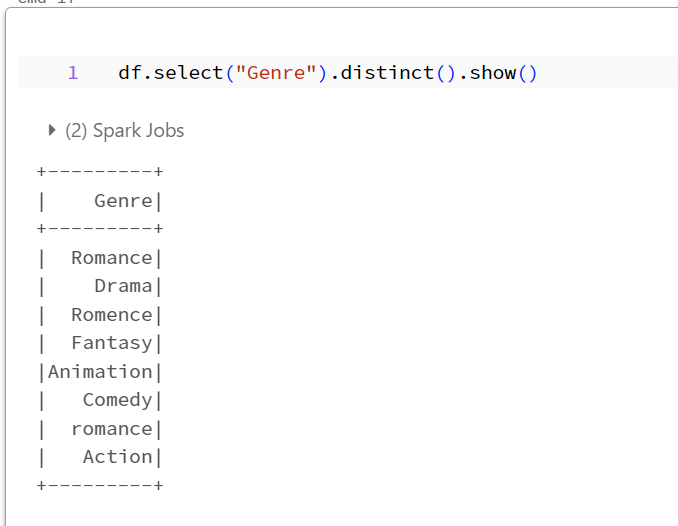 1 df.select("Genre").distinct().show()
(2) Spark Jobs
+---------+
|    Genre|
+---------+
|  Romance|
|    Drama|
|  Romence|
|  Fantasy|
|Animation|
|   Comedy|
|  romance|
|   Action|
+---------+